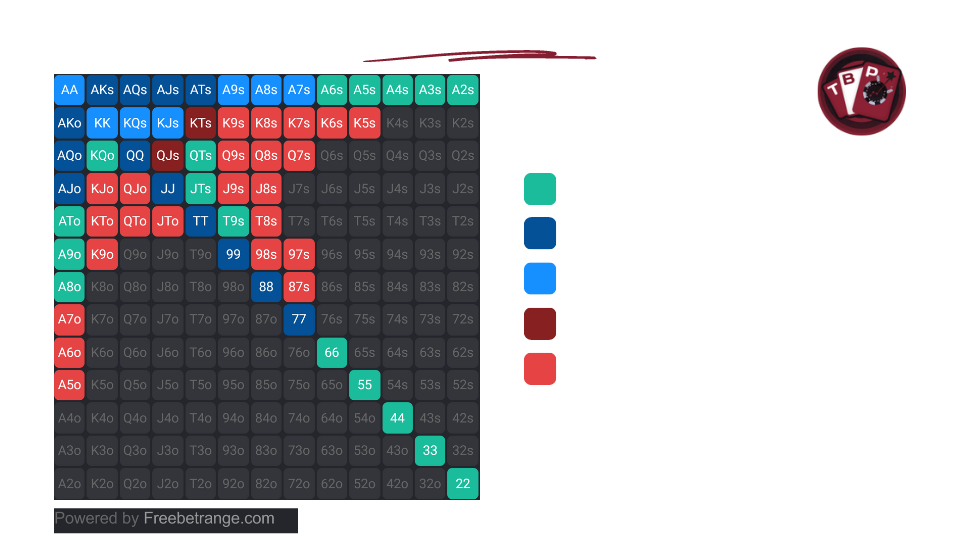 AA AKs AQs AJs ATs A9s A8s A7s A6s A5s A4s A3s A2s
AKo KK KQs KJs KTs K9s K8s K7s K6s K5s K4s K3s K2s
AQo KQo QQ QJs QTs Q9s Q8s Q7s Q6s Q5s Q4s Q3s Q2s
AJo KJo QJo JJ JTs J9s J8s J7s J6s J5s J4s J3s J2s
ATo KTo QTo JTo TT T9s T8s T7s T6s T5s T4s T3s T2s
A9o K9o Q9o J9o T9o 99 98s 97s 96s 95s 94s 93s 92s
A8o K8o Q8o J8o T8o 98o 88 87s 86s 85s 84s 83s 82s
A7o K7o Q7o J7o T7o 97o 87o 77 76s 75s 74s 73s 72s
A6o K6o Q6o J6o T6o 96o 86o 76o 66 65s 64s 63s 62s
A5o K5o Q5o J5o T5o 95o 85o 75o 65o 55 54s 53s 52s
A4o K4o Q4o J4o T4o 94o 84o 74o 64o 54o 44 43s 42s
A3o K3o Q3o J3o T3o 93o 83o 73o 63o 53o 43o 33 32s
A2o K2o Q2o J2o T2o 92o 82o 72o 62o 52o 42o 32o 22
Powered by Freebetrange.com
T B P